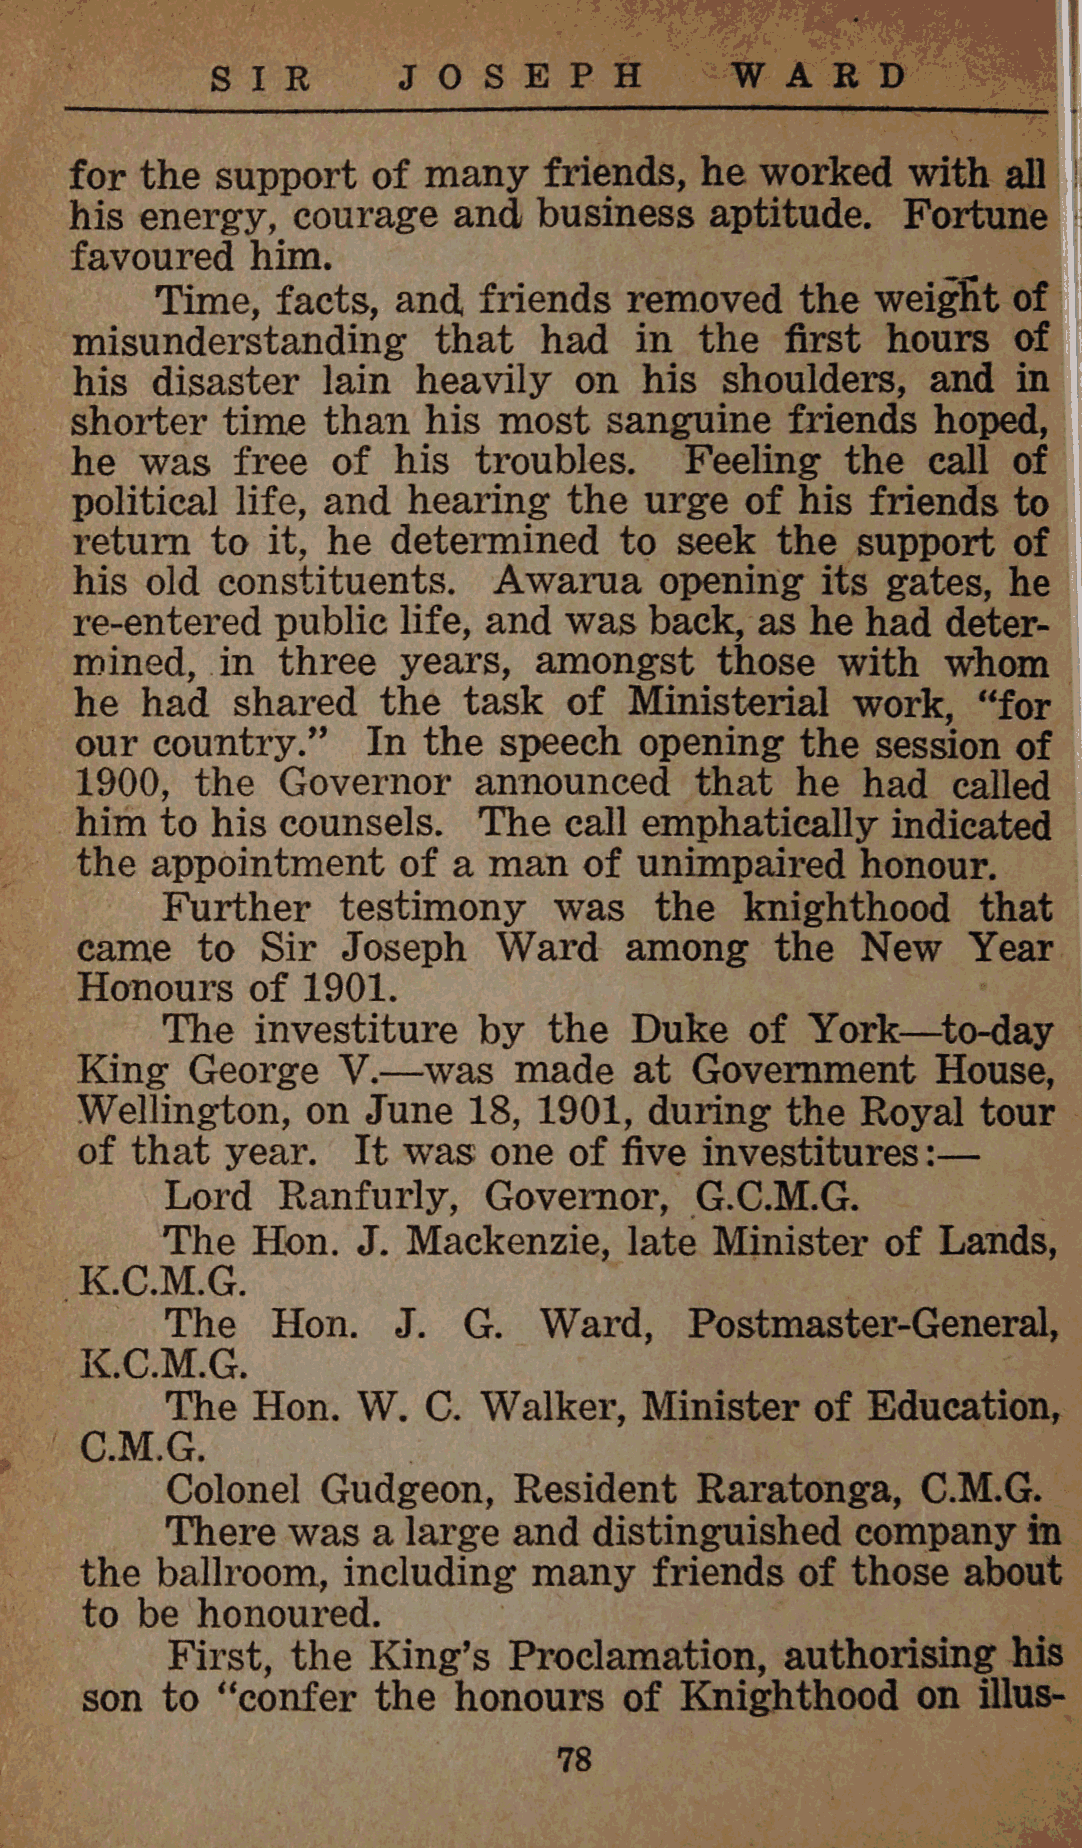 SIR JOSEPH WARD
for the support of many friends, he worked with all
his energy, courage and business aptitude. Fortune
favoured him.
Time, facts, and friends removed the weight of
misunderstanding that had in the first hours of
his disaster lain heavily on his shoulders, and in
shorter time than his most sanguine friends hoped,
he was free of his troubles. Feeling the call of
political life, and hearing the urge of his friends to
return to it, he determined to seek the support of
his old constituents. Awarua opening its gates, he
re-entered public life, and was back, as he had deter-
mined, in three years, amongst those with whom
he had shared the task of Ministerial work, “for
our country.” In the speech opening the session of
1900, the Governor announced that he had called
him to his counsels. The call emphatically indicated
the appointment of a man of unimpaired honour.
Further testimony was the knighthood that
came to Sir Joseph Ward among the New Year
Honours of 1901.
The investiture by the Duke of York—to-day
King George V.—was made at Government House,
Wellington, on June 18, 1901, during the Royal tour
of that year. It was one of five investitures:—
Lord Ranfurly, Governor, G.C.M.G.
The Hon. J. Mackenzie, late Minister of Lands,
K.C.M.G.
The Hon. J. G. Ward, Postmaster-General,
K.C.M.G.
The Hon. W. C. Walker, Minister of Education,
C.M.G.
Colonel Gudgeon, Resident Raratonga, C.M.G.
There was a large and distinguished company in
the ballroom, including many friends of those about
to be honoured.
First, the King’s Proclamation, authorising his
son to “confer the honours of Knighthood on illus-
78